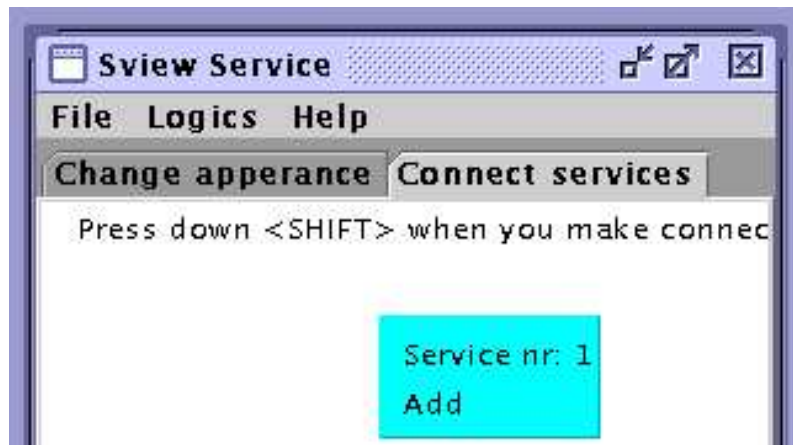 Sview Service
File Logics Help
Change apperance Connect services
Press down <SHIFT> when you make connec
Service nr: 1
Add